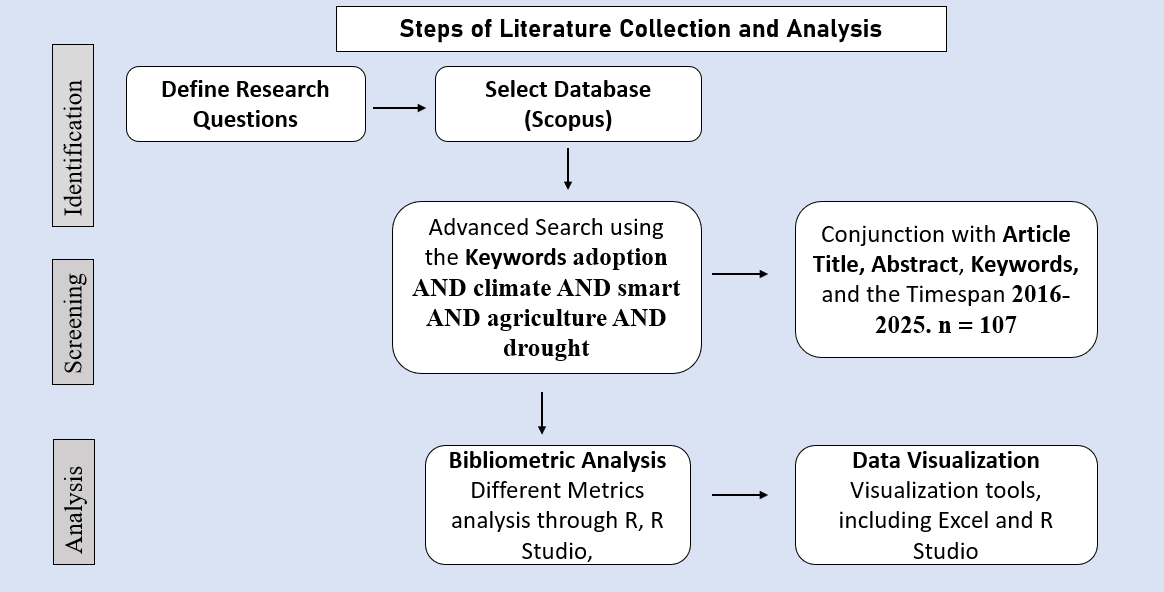 Steps of Literature Collection and Analysis
Identification
Define Research
Questions
Select Database
(Scopus)
Screening
Advanced Search using
the Keywords adoption
AND climate AND smart
AND agriculture AND
drought
Conjunction with Article
Title, Abstract, Keywords,
and the Timespan 2016-
2025. n = 107
Analysis
Bibliometric Analysis
Different Metrics
analysis through R, R
Studio,
Data Visualization
Visualization tools,
including Excel and R
Studio